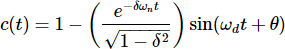 c(t) = 1 − (e^{−δω_n t} / √(1 − δ²)) sin(ω_d t + θ)